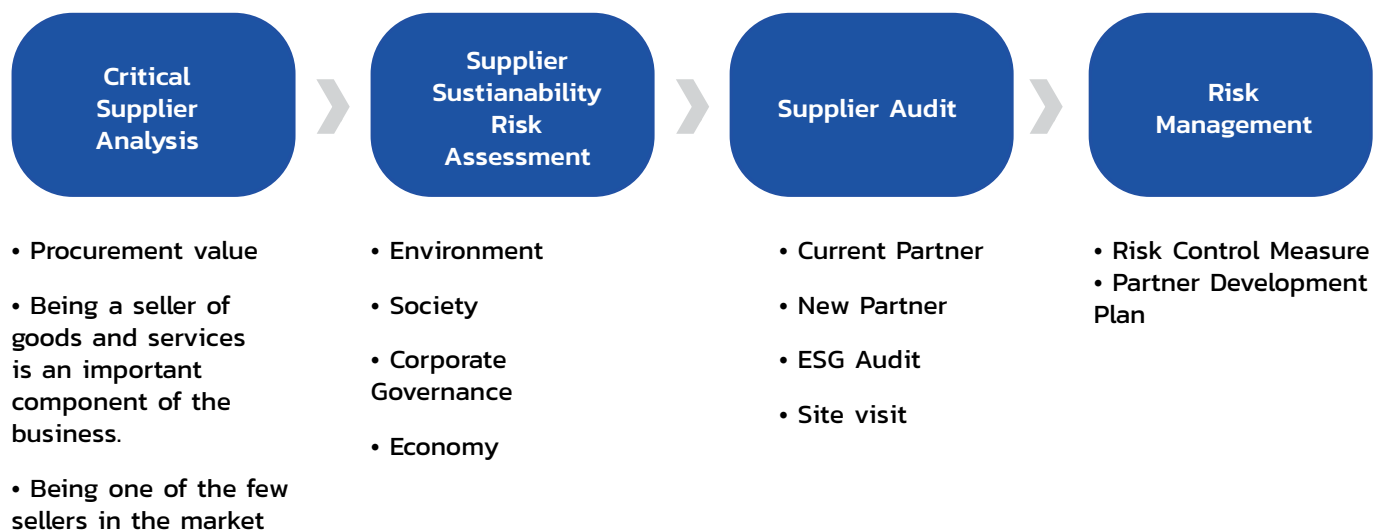 Critical
Supplier
Analysis
Supplier
Sustianability
Risk
Assessment
Supplier Audit
Risk
Management
• Procurement value
• Being a seller of
goods and services
is an important
component of the
business.
• Being one of the few
sellers in the market
• Environment
• Society
• Corporate
Governance
• Economy
• Current Partner
• New Partner
• ESG Audit
• Site visit
• Risk Control Measure
• Partner Development
Plan